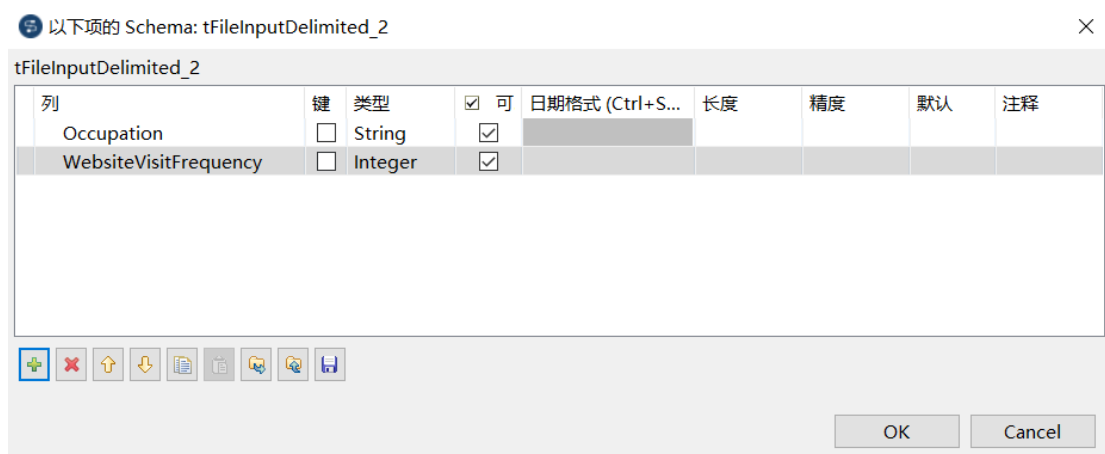 以下项的 Schema: tFileInputDelimited_2
tFileInputDelimited_2
列 键 类型 可 日期格式 (Ctrl+S... 长度 精度 默认 注释
Occupation String
WebsiteVisitFrequency Integer
OK Cancel